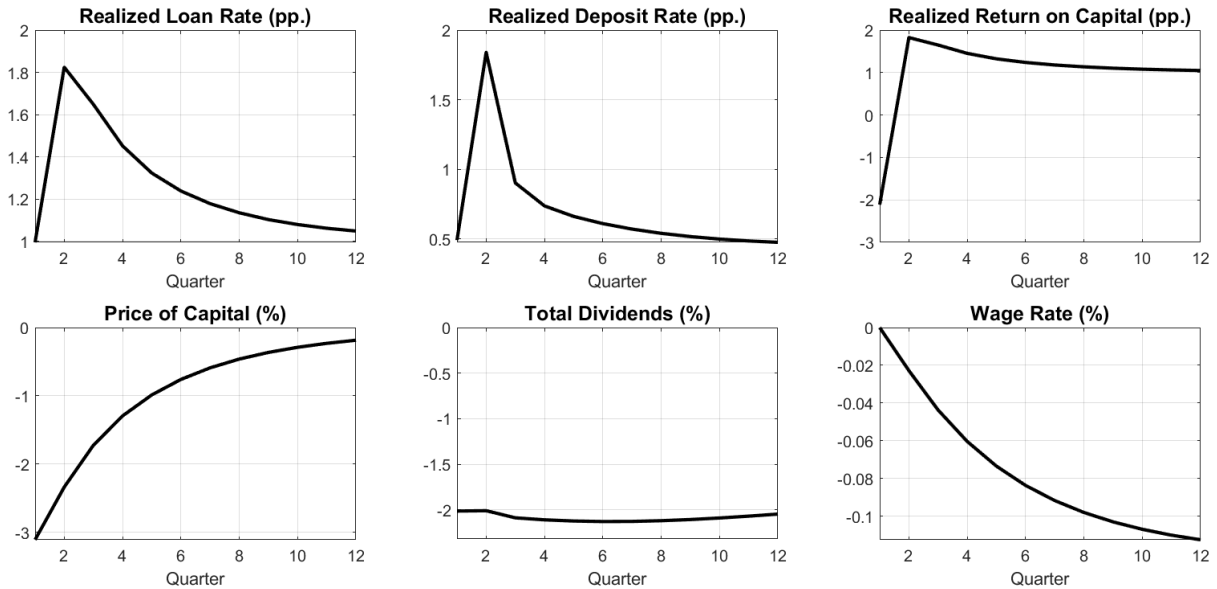 Realized Loan Rate (pp.)
2
1.8
1.6
1.4
1.2
1
2 4 6 8 10 12
Quarter
Realized Deposit Rate (pp.)
2
1.5
1
0.5
2 4 6 8 10 12
Quarter
Realized Return on Capital (pp.)
2
1
0
-1
-2
-3
2 4 6 8 10 12
Quarter
Price of Capital (%)
0
-1
-2
-3
2 4 6 8 10 12
Quarter
Total Dividends (%)
0
-0.5
-1
-1.5
-2
2 4 6 8 10 12
Quarter
Wage Rate (%)
0
-0.02
-0.04
-0.06
-0.08
-0.1
2 4 6 8 10 12
Quarter